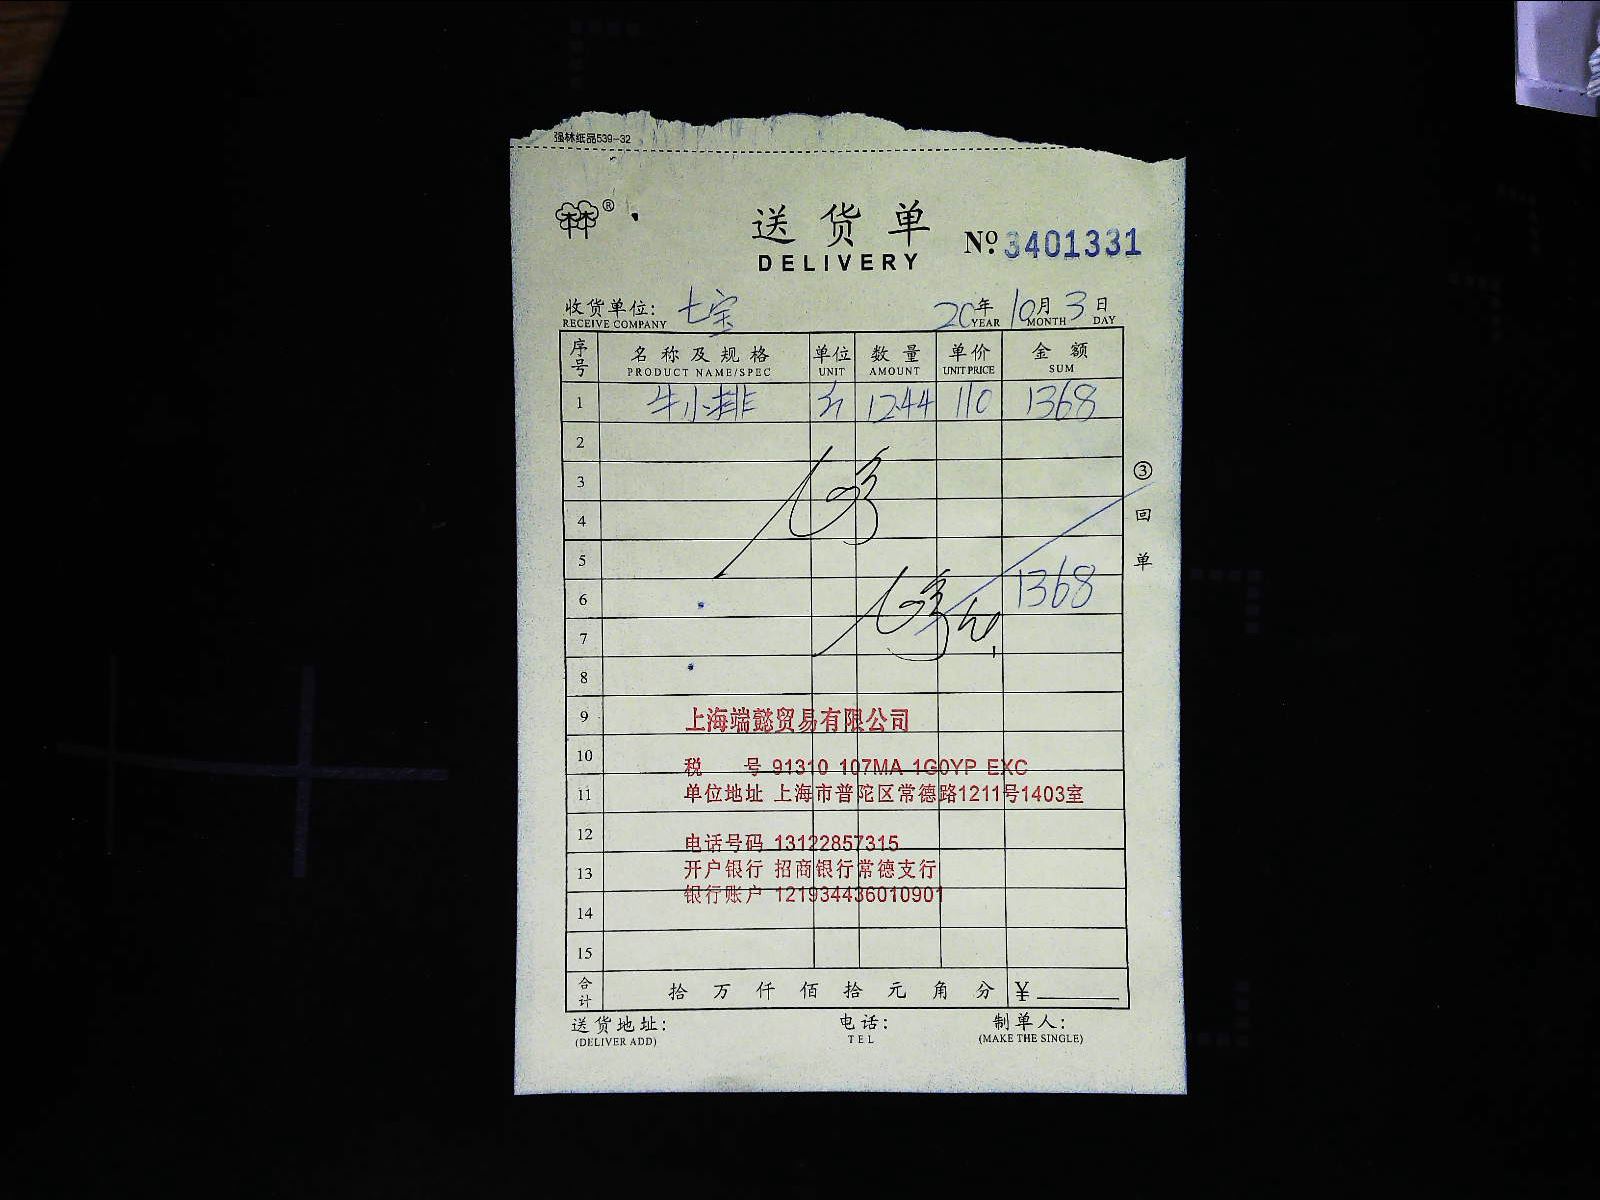 强林纸品539-32
林林®
送货单
DELIVERY
No. 3401331
收货单位: 七宝 20年 10月 3日
RECEIVE COMPANY YEAR MONTH DAY
序号 名称及规格 单位 数量 单价 金额
PRODUCT NAME/SPEC UNIT AMOUNT UNIT PRICE SUM
1 牛小排 斤 12.44 110 1368
2
3
4
5
6 1368
7
8
9 上海端懿贸易有限公司
10 税 号 91310 107MA 1G0YP EXC
11 单位地址 上海市普陀区常德路1211号1403室
12 电话号码 13122857315
13 开户银行 招商银行常德支行
银行账户 121934436010901
14
15
合计 拾 万 仟 佰 拾 元 角 分 ¥
③回单
送货地址: 电话: 制单人:
(DELIVER ADD) TEL (MAKE THE SINGLE)